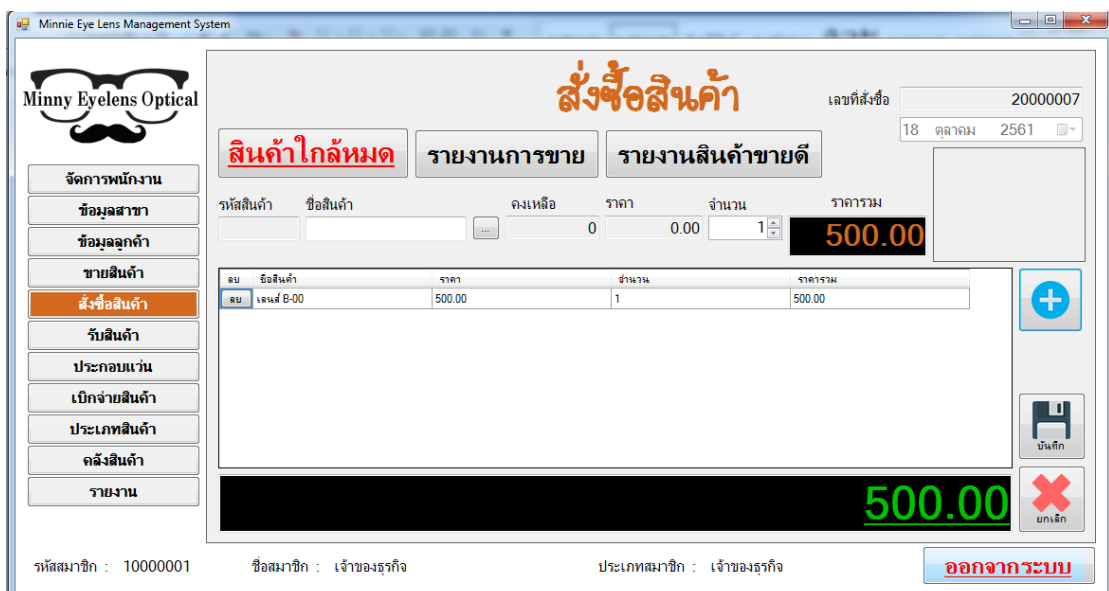 Minnie Eye Lens Management System
Minny Eyelens Optical
สั่งซื้อสินค้า
เลขที่สั่งซื้อ 20000007
18 ตุลาคม 2561
สินค้าใกล้หมด รายงานการขาย รายงานสินค้าขายดี
จัดการพนักงาน
ข้อมูลสาขา
ข้อมูลลูกค้า
ขายสินค้า
สั่งซื้อสินค้า
รับสินค้า
ประกอบแว่น
เบิกจ่ายสินค้า
ประเภทสินค้า
คลังสินค้า
รายงาน
รหัสสินค้า ชื่อสินค้า คงเหลือ ราคา จำนวน ราคารวม
... 0 0.00 1 500.00
ลบ ชื่อสินค้า ราคา จำนวน ราคารวม
ลบ เลนส์ B-00 500.00 1 500.00
บันทึก
500.00
ยกเลิก
รหัสสมาชิก : 10000001 ชื่อสมาชิก : เจ้าของธุรกิจ ประเภทสมาชิก : เจ้าของธุรกิจ ออกจากระบบ